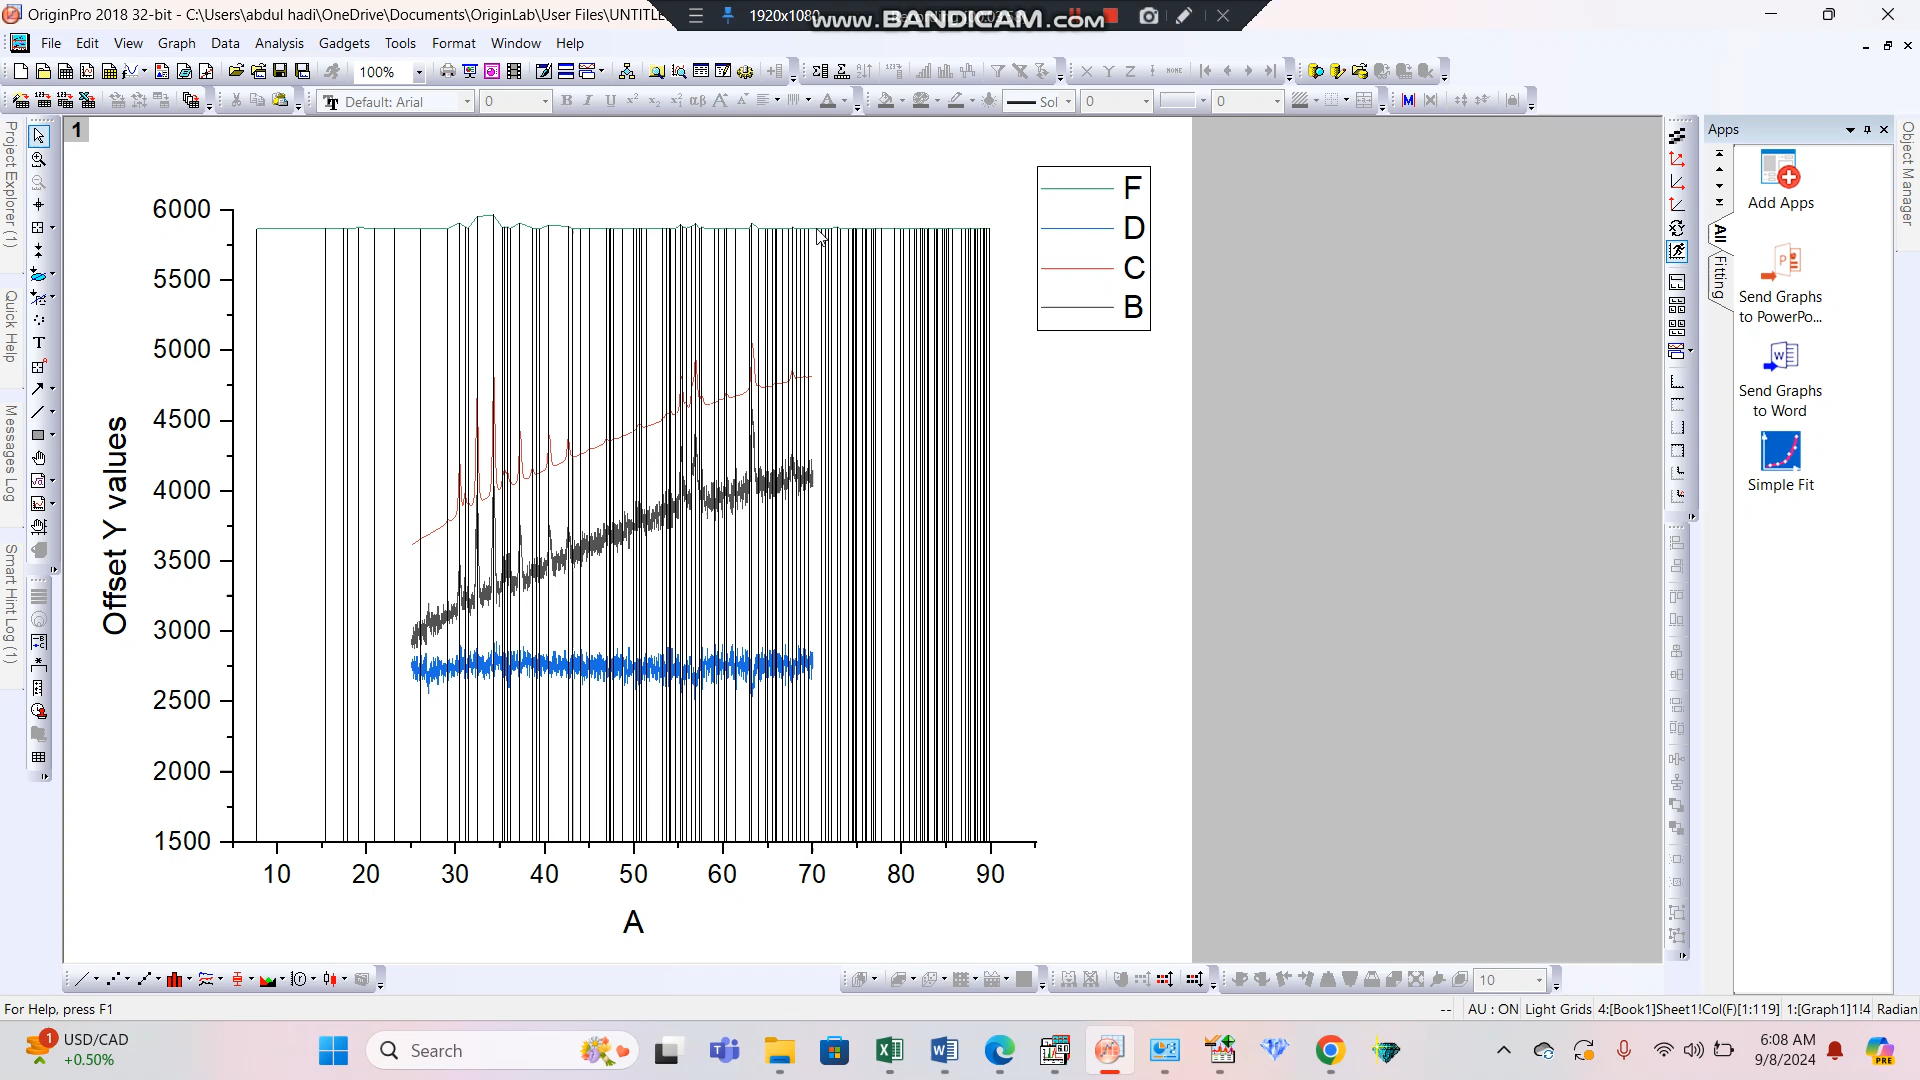 OriginPro 2018 32-bit - C:\Users\abdul hadi\OneDrive\Documents\OriginLab\User Files\UNTITLE
1920x1080
www.BANDICAM.com
File Edit View Graph Data Analysis Gadgets Tools Format Window Help
100%
Default: Arial 0 B I U αβ A Sol 0 0
Project Explorer (1)
Quick Help
Messages Log
Smart Hint Log (1)
1
F
D
C
B
6000
5500
5000
4500
4000
3500
3000
2500
2000
1500
Offset Y values
10 20 30 40 50 60 70 80 90
A
Apps
Object Manager
All
Fitting
Add Apps
Send Graphs
to PowerPo...
Send Graphs
to Word
Simple Fit
10
For Help, press F1
-- AU : ON Light Grids 4:[Book1]Sheet1!Col(F)[1:119] 1:[Graph1]1!4 Radian
1
USD/CAD
+0.50%
Search
6:08 AM
9/8/2024
PRE